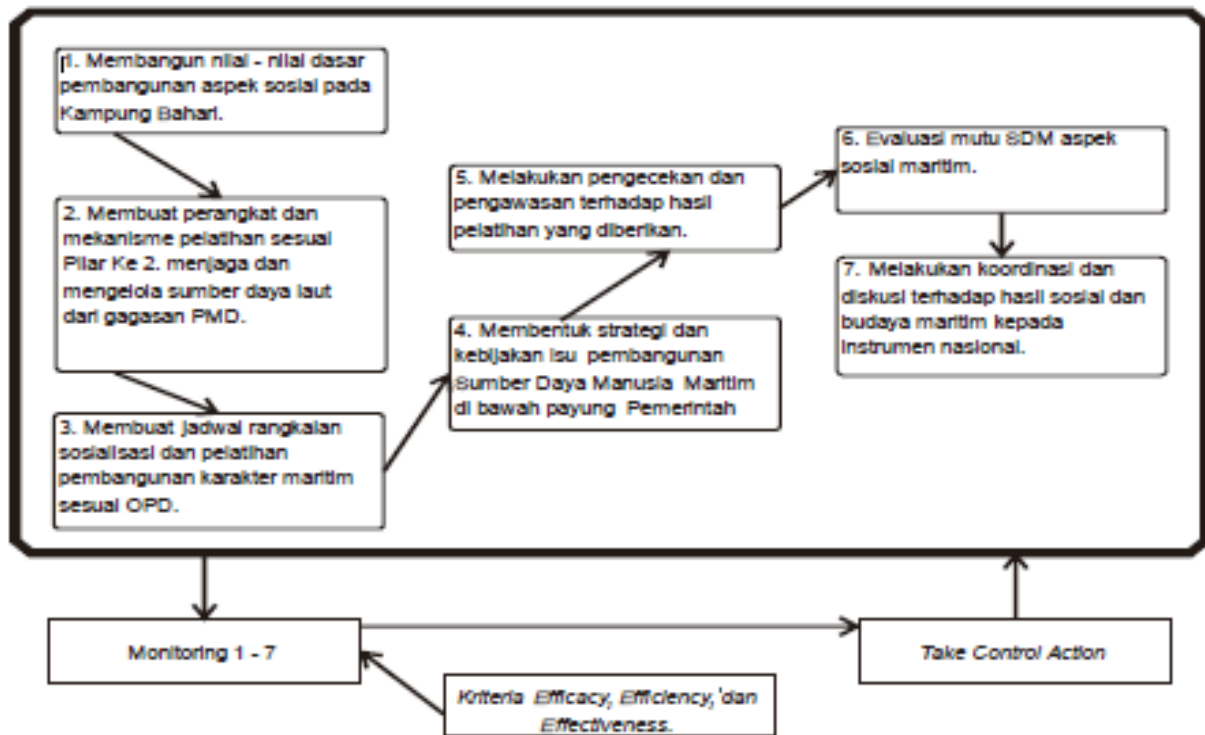 1. Membangun nilai - nilai dasar
pembangunan aspek sosial pada
Kampung Bahari.
2. Membuat perangkat dan
mekanisme pelatihan sesuai
Pilar Ke 2. menjaga dan
mengelola sumber daya laut
dari gagasan PMD.
3. Membuat jadwal rangkaian
sosialisasi dan pelatihan
pembangunan karakter maritim
sesuai OPD.
4. Membentuk strategi dan
kebijakan isu pembangunan
Sumber Daya Manusia Maritim
di bawah payung Pemerintah
5. Melakukan pengecekan dan
pengawasan terhadap hasil
pelatihan yang diberikan.
6. Evaluasi mutu SDM aspek
sosial maritim.
7. Melakukan koordinasi dan
diskusi terhadap hasil sosial dan
budaya maritim kepada
instrumen nasional.
Monitoring 1 - 7
Take Control Action
Kriteria Efficacy, Efficiency, dan
Effectiveness.